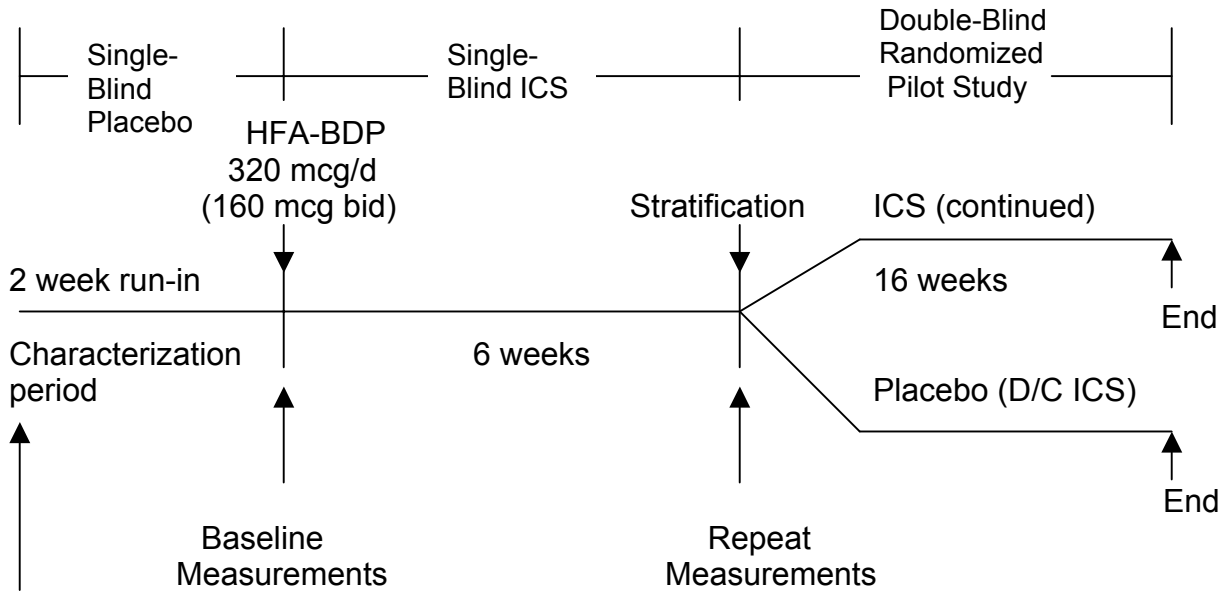 Single-
Blind
Placebo
Single-
Blind ICS
Double-Blind
Randomized
Pilot Study
HFA-BDP
320 mcg/d
(160 mcg bid)
Stratification
ICS (continued)
2 week run-in
16 weeks
End
Characterization
period
6 weeks
Placebo (D/C ICS)
End
Baseline
Measurements
Repeat
Measurements